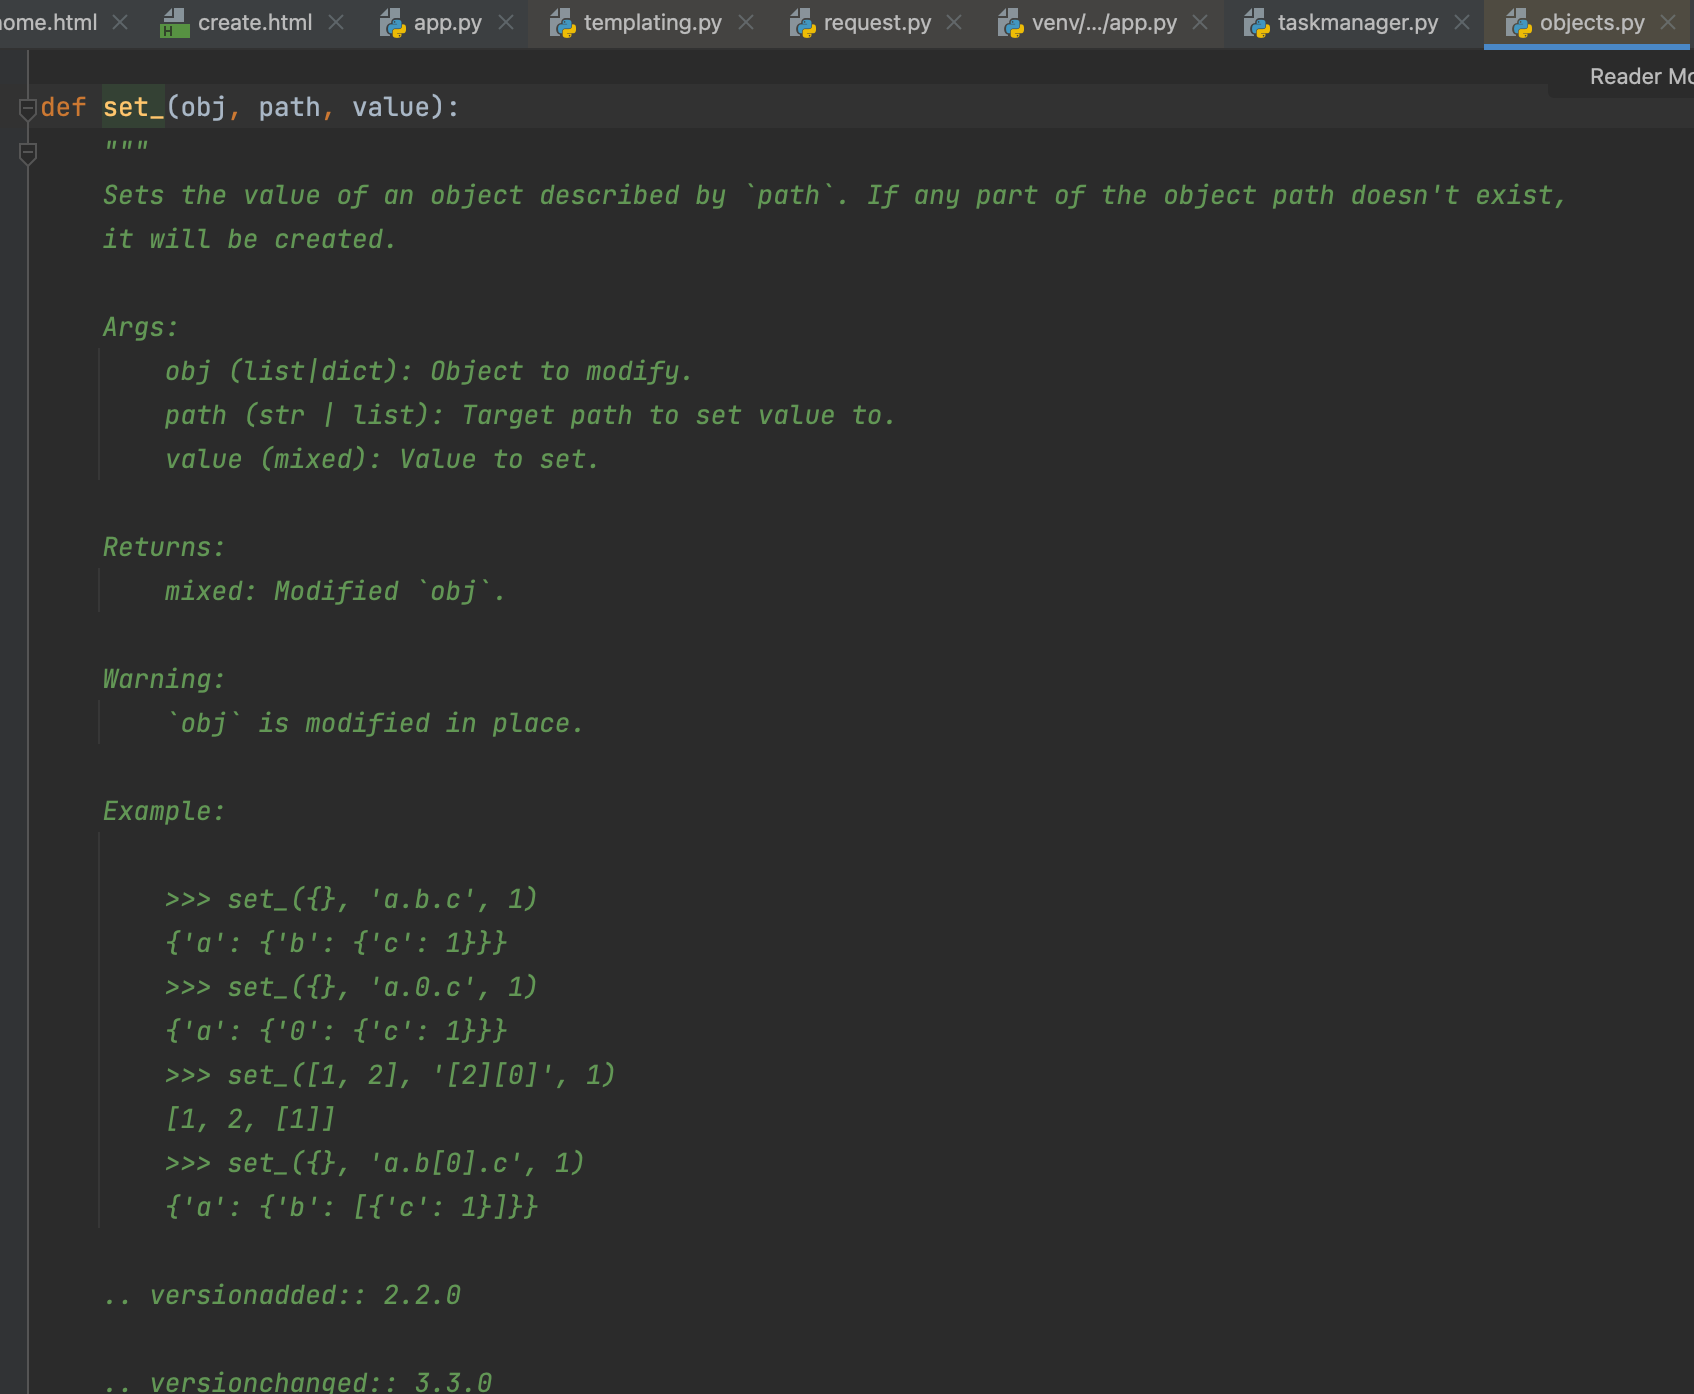 ome.html create.html app.py templating.py request.py venv/.../app.py taskmanager.py objects.py
Reader Mo
def set_(obj, path, value):
"""
Sets the value of an object described by `path`. If any part of the object path doesn't exist,
it will be created.
Args:
obj (list|dict): Object to modify.
path (str | list): Target path to set value to.
value (mixed): Value to set.
Returns:
mixed: Modified `obj`.
Warning:
`obj` is modified in place.
Example:
>>> set_({}, 'a.b.c', 1)
{'a': {'b': {'c': 1}}}
>>> set_({}, 'a.0.c', 1)
{'a': {'0': {'c': 1}}}
>>> set_([1, 2], '[2][0]', 1)
[1, 2, [1]]
>>> set_({}, 'a.b[0].c', 1)
{'a': {'b': [{'c': 1}]}}
.. versionadded:: 2.2.0
.. versionchanged:: 3.3.0